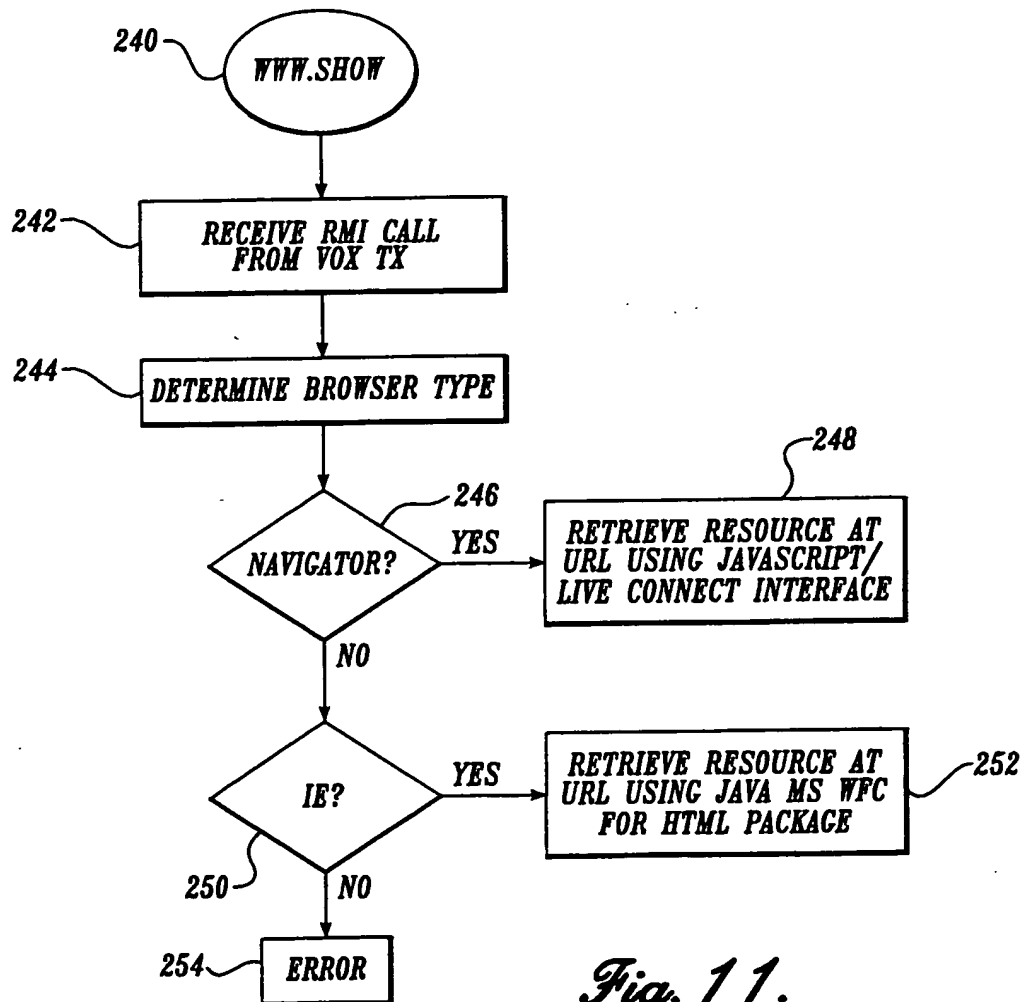 240
WWW.SHOW
242
RECEIVE RMI CALL
FROM VOX TX
244
DETERMINE BROWSER TYPE
246
NAVIGATOR?
YES
248
RETRIEVE RESOURCE AT
URL USING JAVASCRIPT/
LIVE CONNECT INTERFACE
NO
250
IE?
YES
252
RETRIEVE RESOURCE AT
URL USING JAVA MS WFC
FOR HTML PACKAGE
NO
254
ERROR
Fig. 11.